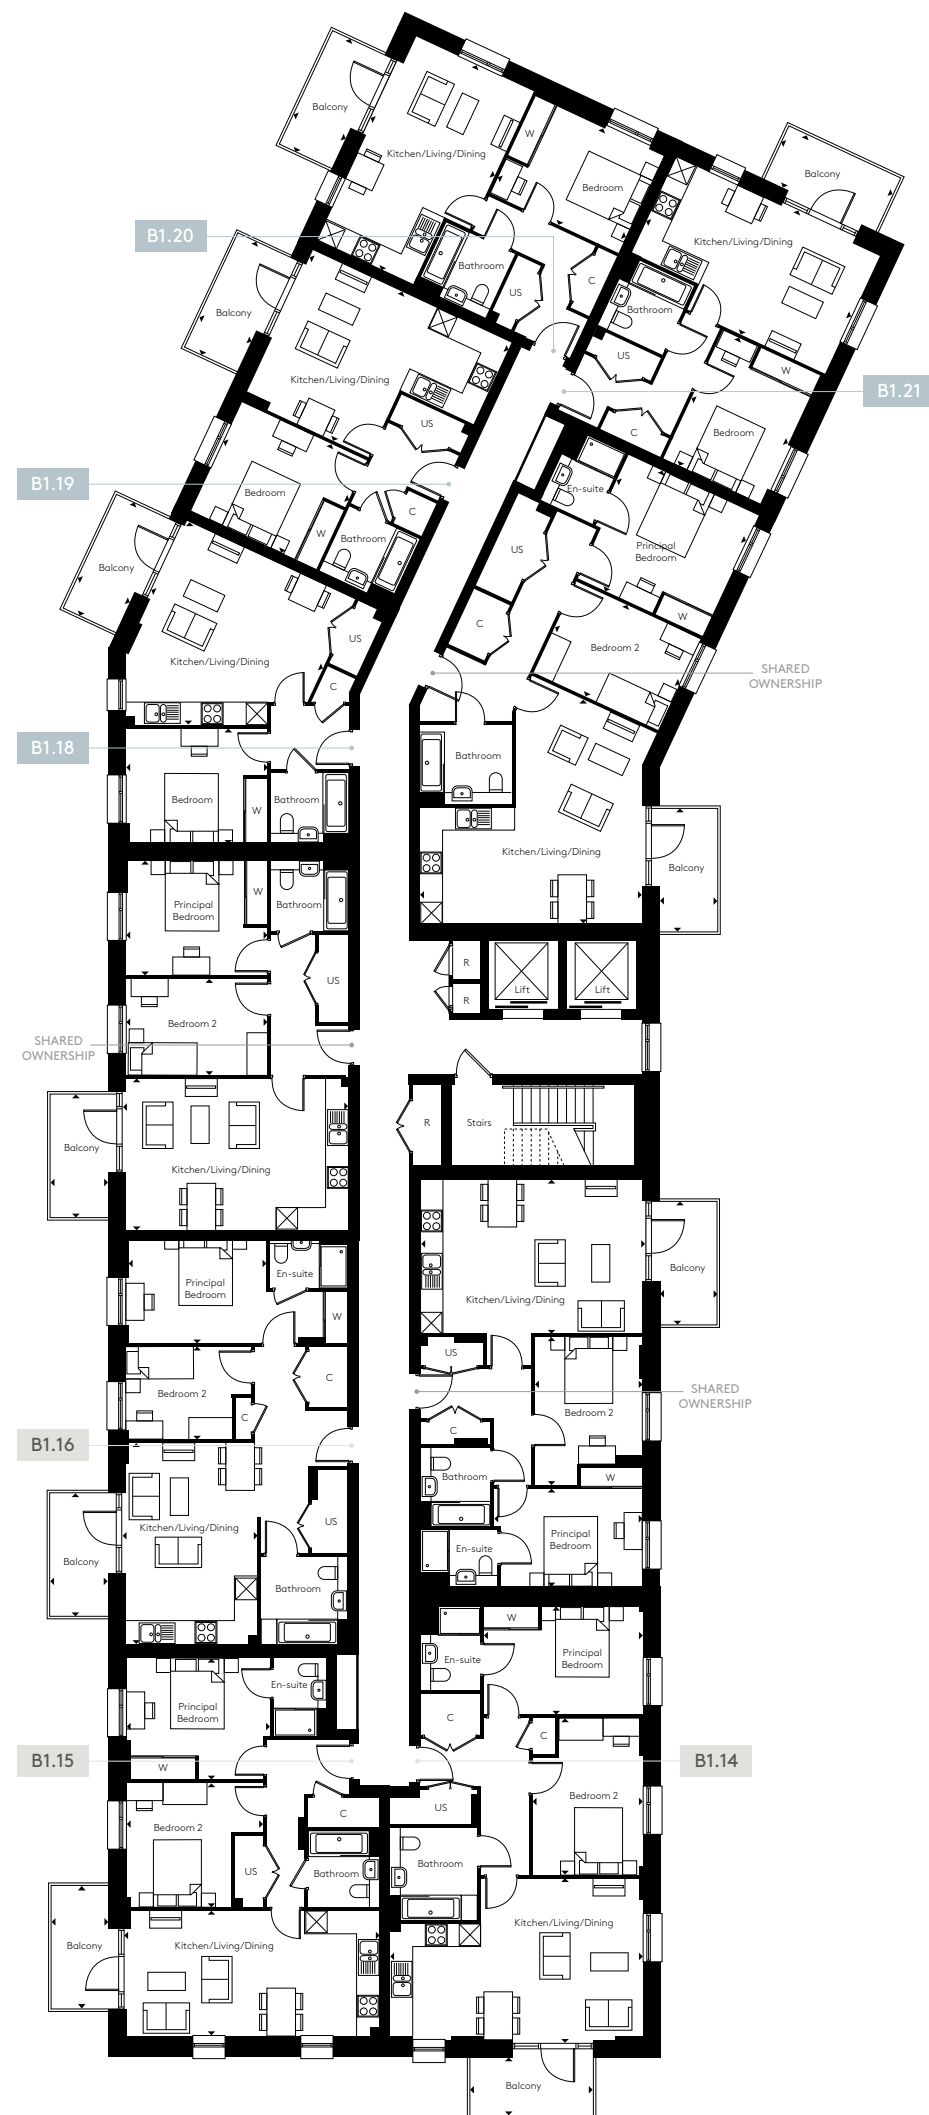 Balcony
W
Kitchen/Living/Dining
Bedroom
Balcony
B1.20
Kitchen/Living/Dining
Bathroom
C
US
Balcony
Bathroom
US
Kitchen/Living/Dining
W
B1.21
US
C
Bedroom
B1.19
Bedroom
En-suite
C
W
Bathroom
US
Principal
Bedroom
Balcony
W
C
US
Bedroom 2
Kitchen/Living/Dining
SHARED
OWNERSHIP
C
B1.18
Bathroom
Bedroom
W
Bathroom
Kitchen/Living/Dining
Balcony
Principal
Bedroom
W
Bathroom
R
US
Lift
Lift
R
Bedroom 2
SHARED
OWNERSHIP
R
Stairs
Balcony
Kitchen/Living/Dining
Balcony
En-suite
Principal
Bedroom
Kitchen/Living/Dining
W
US
C
Bedroom 2
SHARED
OWNERSHIP
Bedroom 2
C
C
B1.16
Bathroom
W
US
Kitchen/Living/Dining
Principal
Bedroom
En-suite
Balcony
Bathroom
W
Principal
Bedroom
En-suite
En-suite
Principal
Bedroom
C
C
B1.15
W
B1.14
Bedroom 2
US
C
Bedroom 2
US
Bathroom
Bathroom
Kitchen/Living/Dining
Balcony
Kitchen/Living/Dining
Balcony